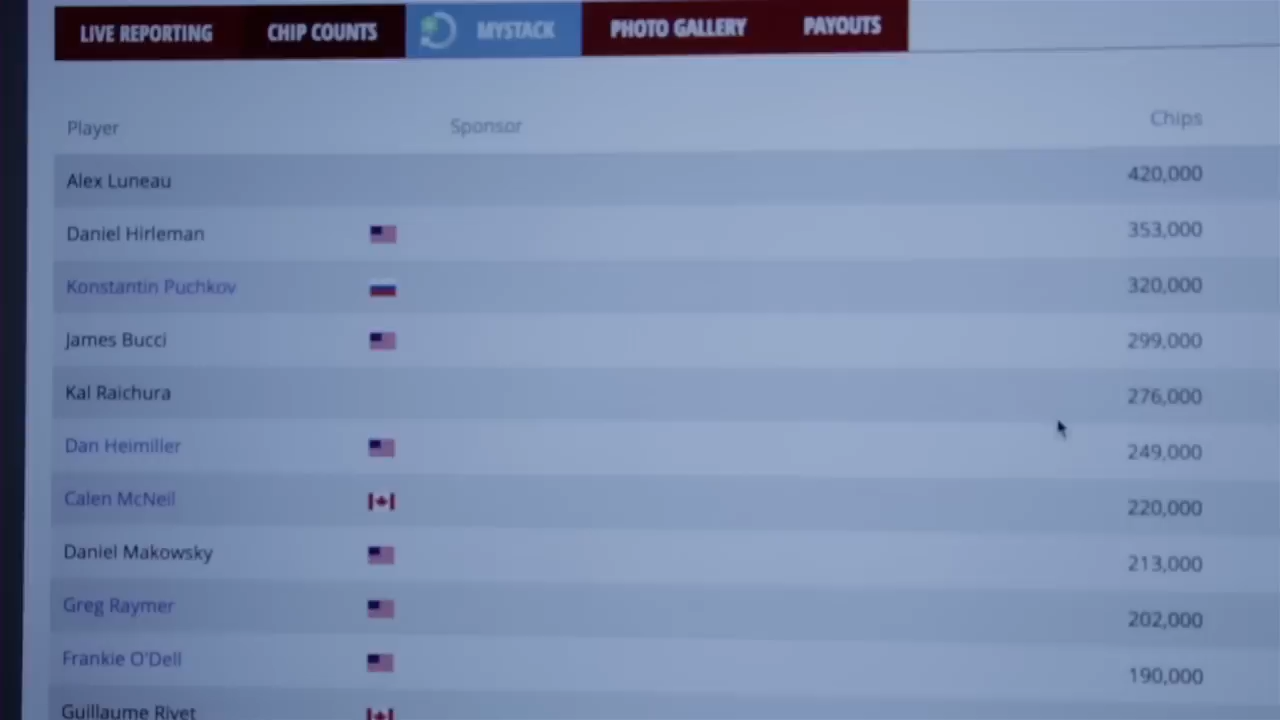 LIVE REPORTING CHIP COUNTS MYSTACK PHOTO GALLERY PAYOUTS
Player Sponsor Chips
Alex Luneau 420,000
Daniel Hirleman 353,000
Konstantin Puchkov 320,000
James Bucci 299,000
Kal Raichura 276,000
Dan Heimiller 249,000
Calen McNeil 220,000
Daniel Makowsky 213,000
Greg Raymer 202,000
Frankie O'Dell 190,000
Guillaume Rivet